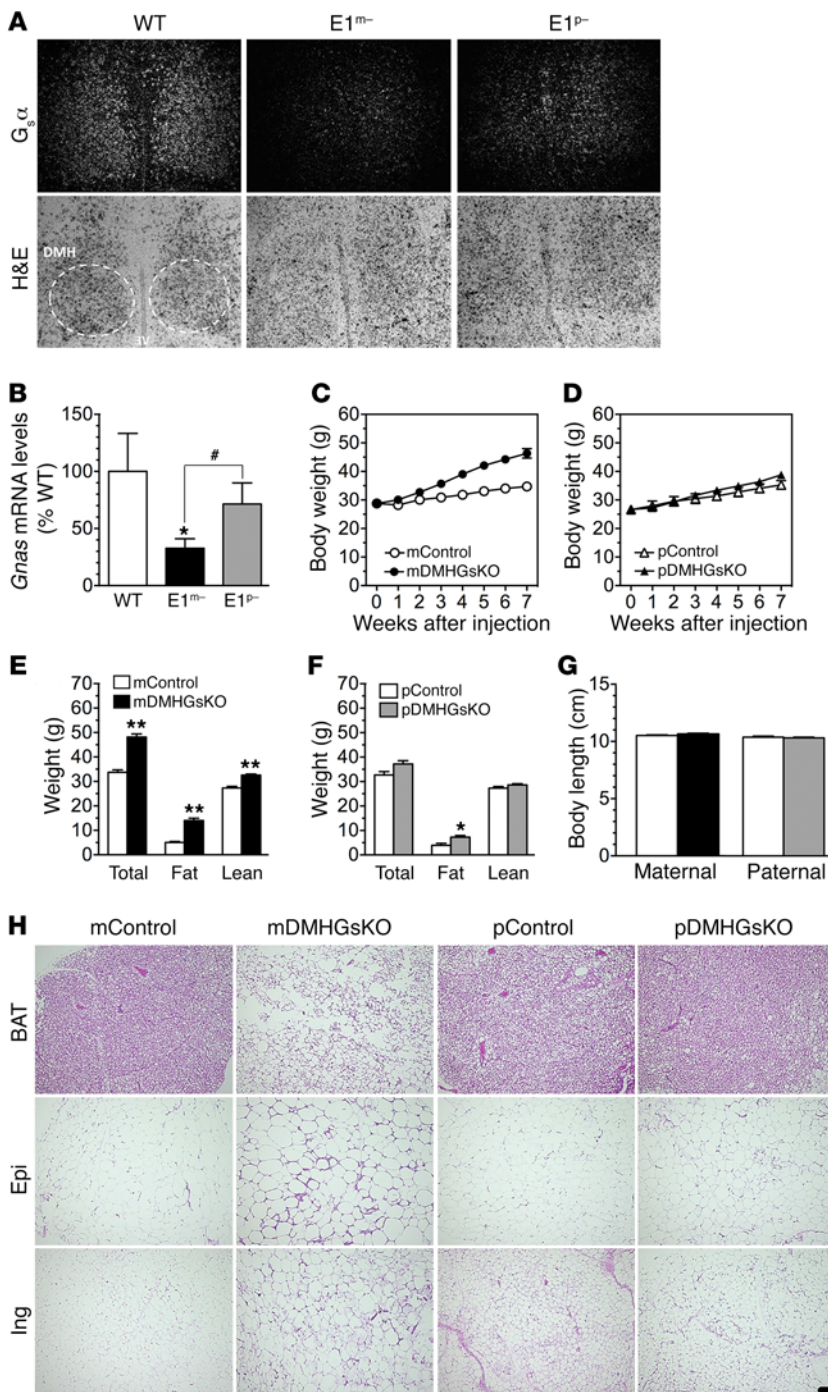 A
WT E1ᵐ⁻ E1ᵖ⁻
Gₛα
H&E
DMH
3V
B
Gnas mRNA levels
(% WT)
150
100
50
0
#
*
WT E1ᵐ⁻ E1ᵖ⁻
C
Body weight (g)
60
50
40
30
20
10
0
mControl
mDMHGsKO
0 1 2 3 4 5 6 7
Weeks after injection
D
Body weight (g)
60
50
40
30
20
10
0
pControl
pDMHGsKO
0 1 2 3 4 5 6 7
Weeks after injection
E
Weight (g)
70
60
50
40
30
20
10
0
mControl
mDMHGsKO
**
**
**
Total Fat Lean
F
Weight (g)
70
60
50
40
30
20
10
0
pControl
pDMHGsKO
*
Total Fat Lean
G
Body length (cm)
15
10
5
0
Maternal Paternal
H
mControl mDMHGsKO pControl pDMHGsKO
BAT
Epi
Ing